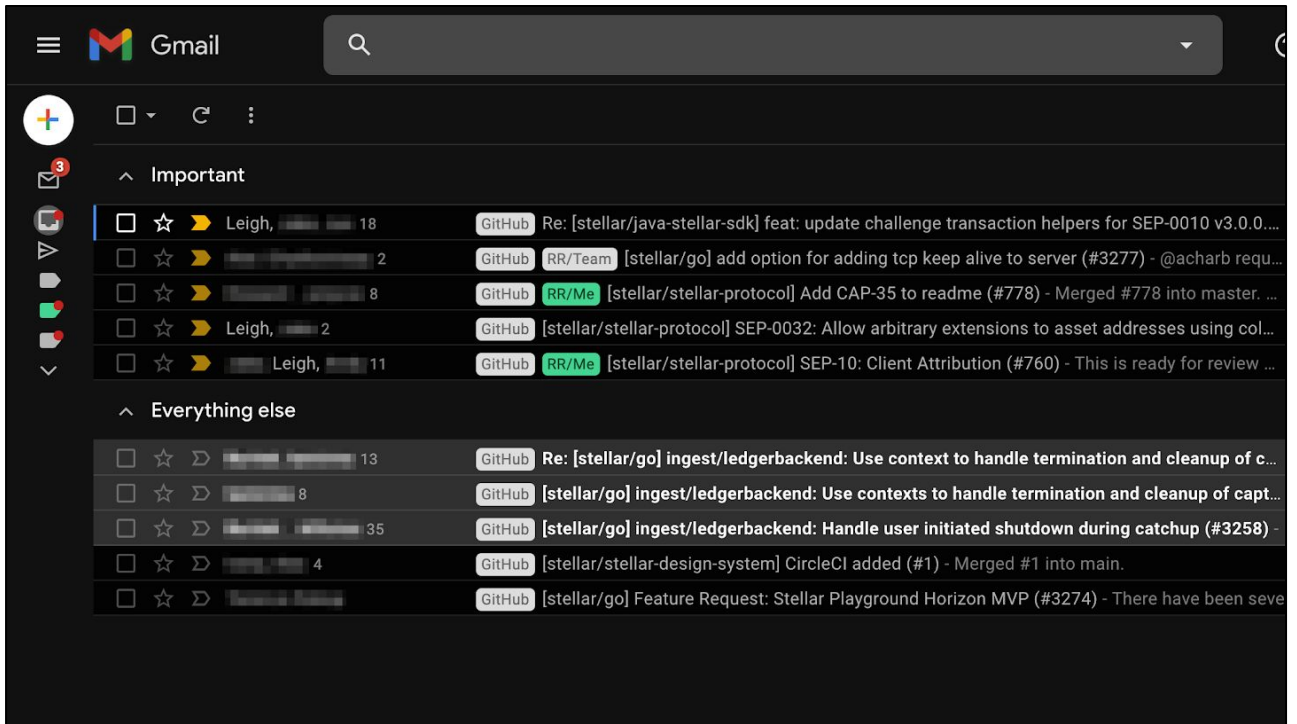 Gmail
3
Important
Leigh, 18 GitHub Re: [stellar/java-stellar-sdk] feat: update challenge transaction helpers for SEP-0010 v3.0.0....
2 GitHub RR/Team [stellar/go] add option for adding tcp keep alive to server (#3277) - @acharb requ...
8 GitHub RR/Me [stellar/stellar-protocol] Add CAP-35 to readme (#778) - Merged #778 into master. ...
Leigh, 2 GitHub [stellar/stellar-protocol] SEP-0032: Allow arbitrary extensions to asset addresses using col...
Leigh, 11 GitHub RR/Me [stellar/stellar-protocol] SEP-10: Client Attribution (#760) - This is ready for review ...
Everything else
13 GitHub Re: [stellar/go] ingest/ledgerbackend: Use context to handle termination and cleanup of c...
8 GitHub [stellar/go] ingest/ledgerbackend: Use contexts to handle termination and cleanup of capt...
35 GitHub [stellar/go] ingest/ledgerbackend: Handle user initiated shutdown during catchup (#3258) -
4 GitHub [stellar/stellar-design-system] CircleCI added (#1) - Merged #1 into main.
GitHub [stellar/go] Feature Request: Stellar Playground Horizon MVP (#3274) - There have been seve